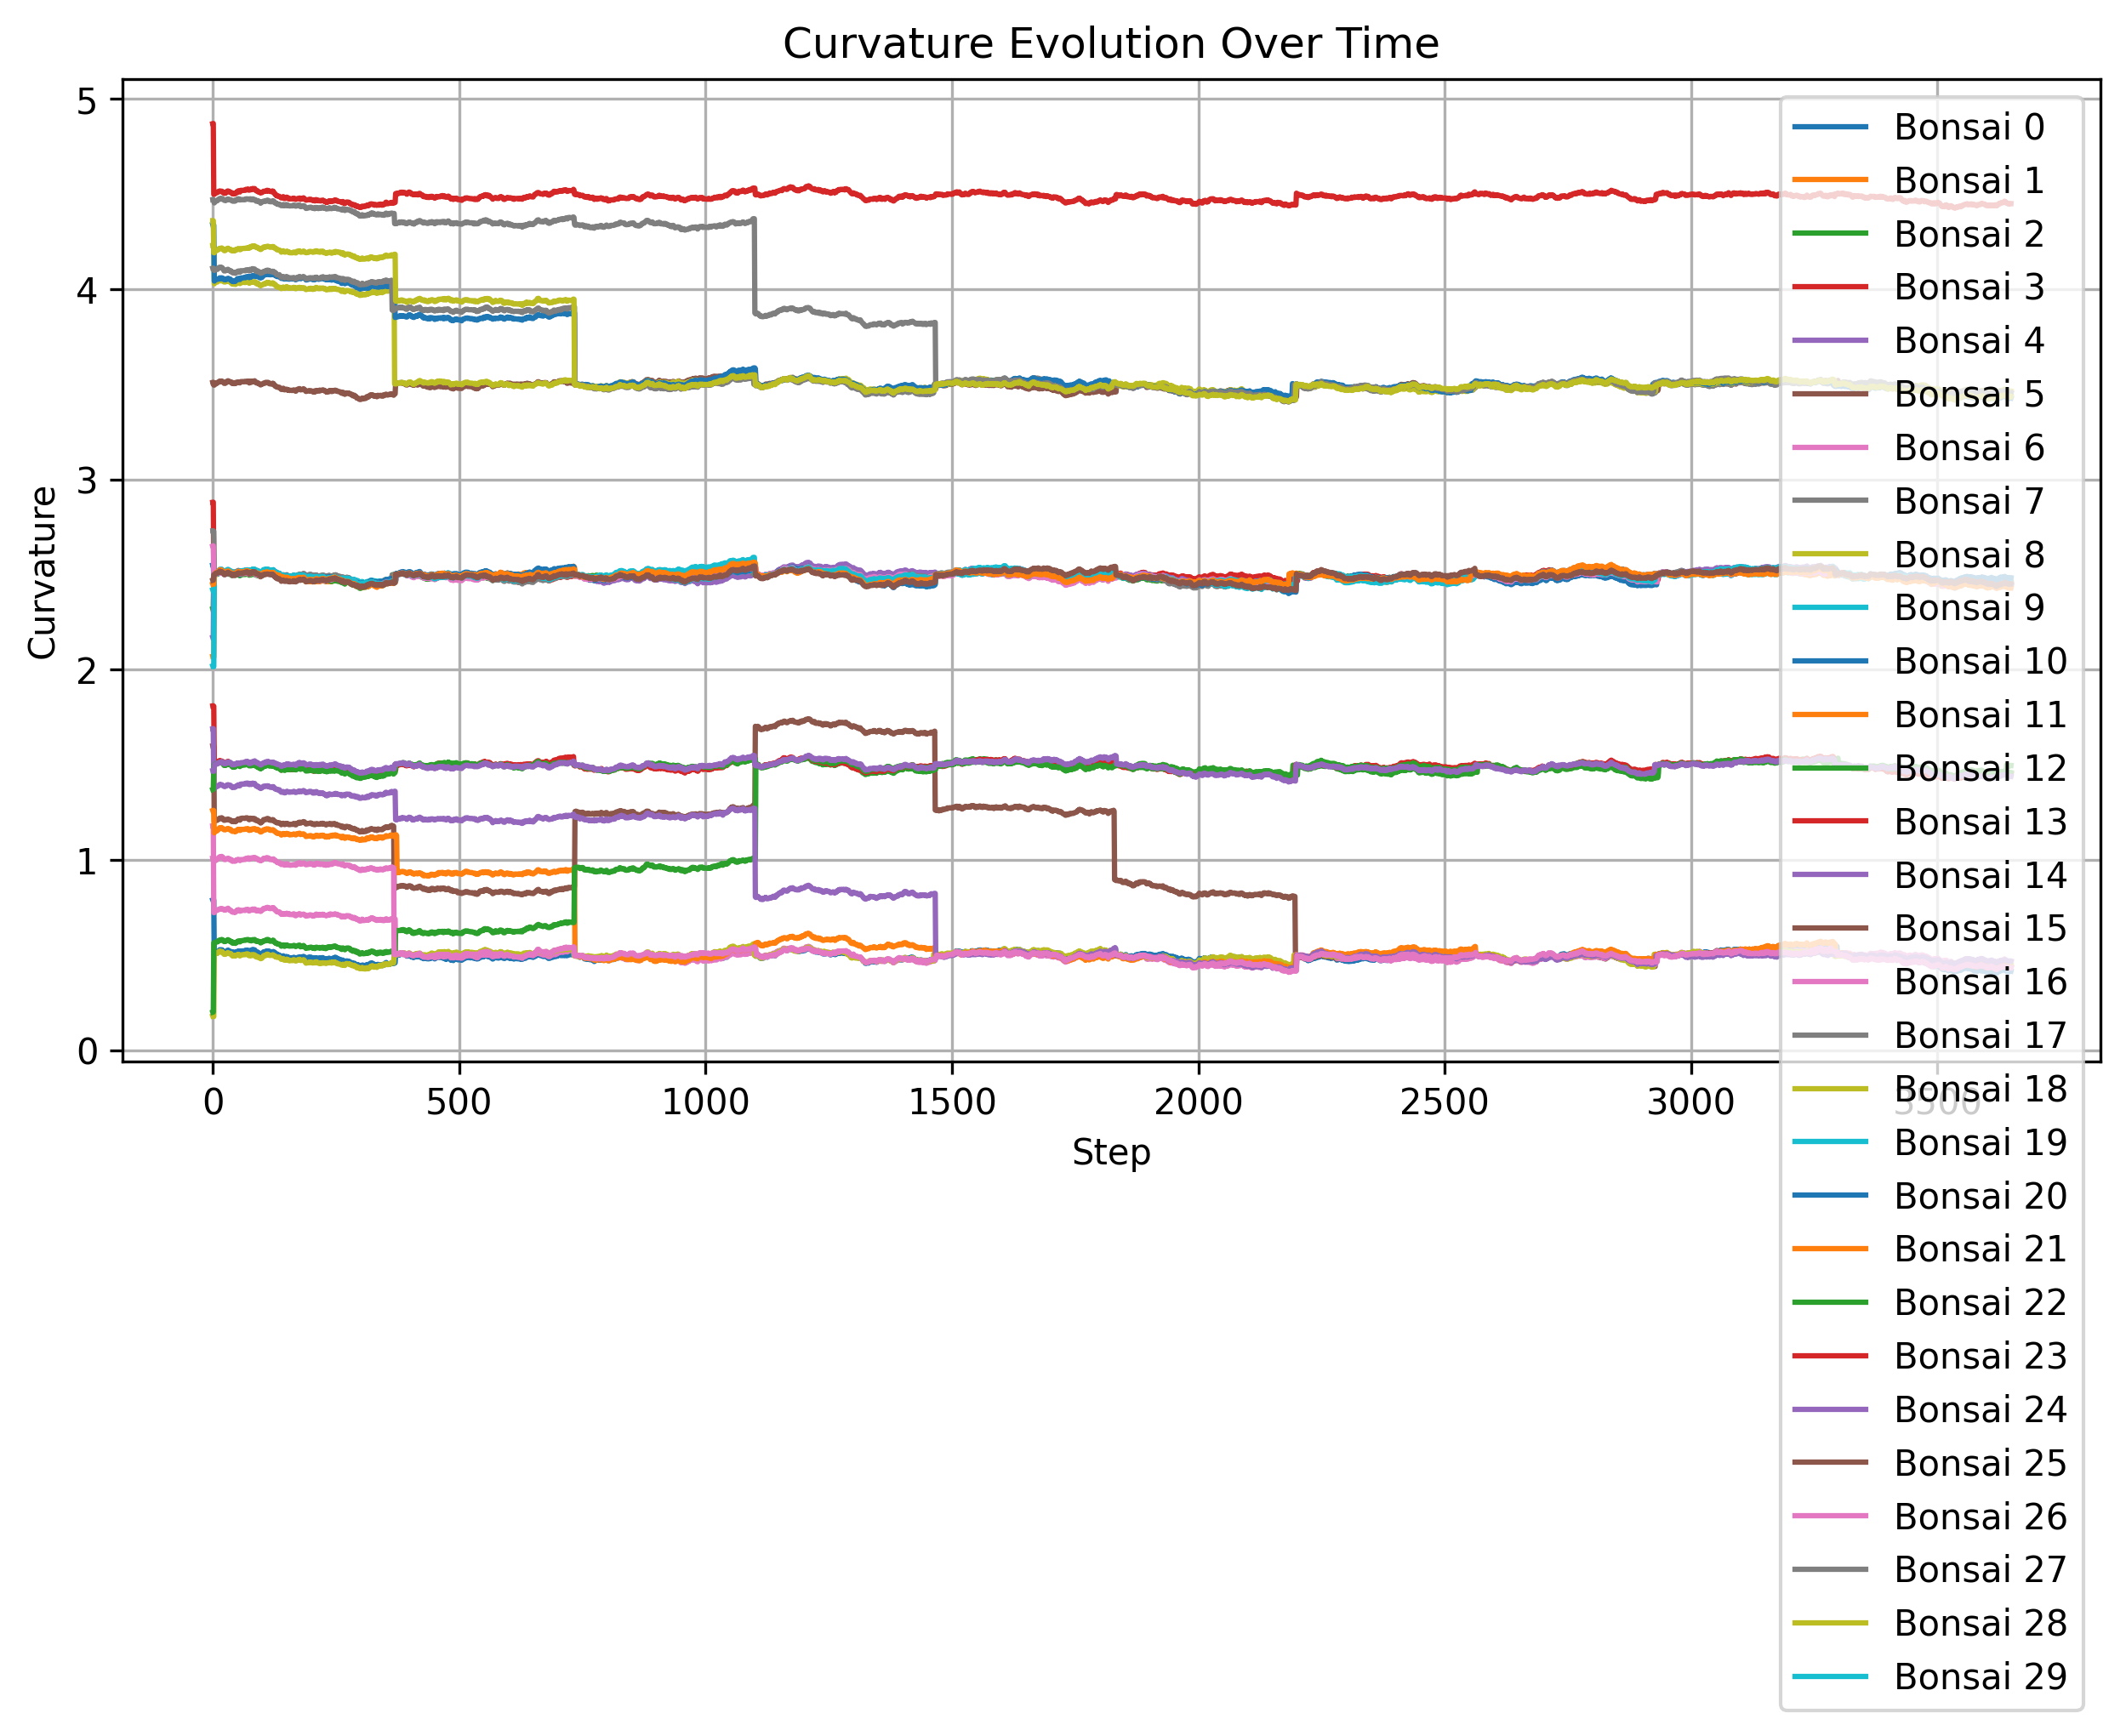 Curvature Evolution Over Time
Curvature
5
4
3
2
1
0
0
500
1000
1500
2000
2500
3000
3500
Step
Bonsai 0
Bonsai 1
Bonsai 2
Bonsai 3
Bonsai 4
Bonsai 5
Bonsai 6
Bonsai 7
Bonsai 8
Bonsai 9
Bonsai 10
Bonsai 11
Bonsai 12
Bonsai 13
Bonsai 14
Bonsai 15
Bonsai 16
Bonsai 17
Bonsai 18
Bonsai 19
Bonsai 20
Bonsai 21
Bonsai 22
Bonsai 23
Bonsai 24
Bonsai 25
Bonsai 26
Bonsai 27
Bonsai 28
Bonsai 29